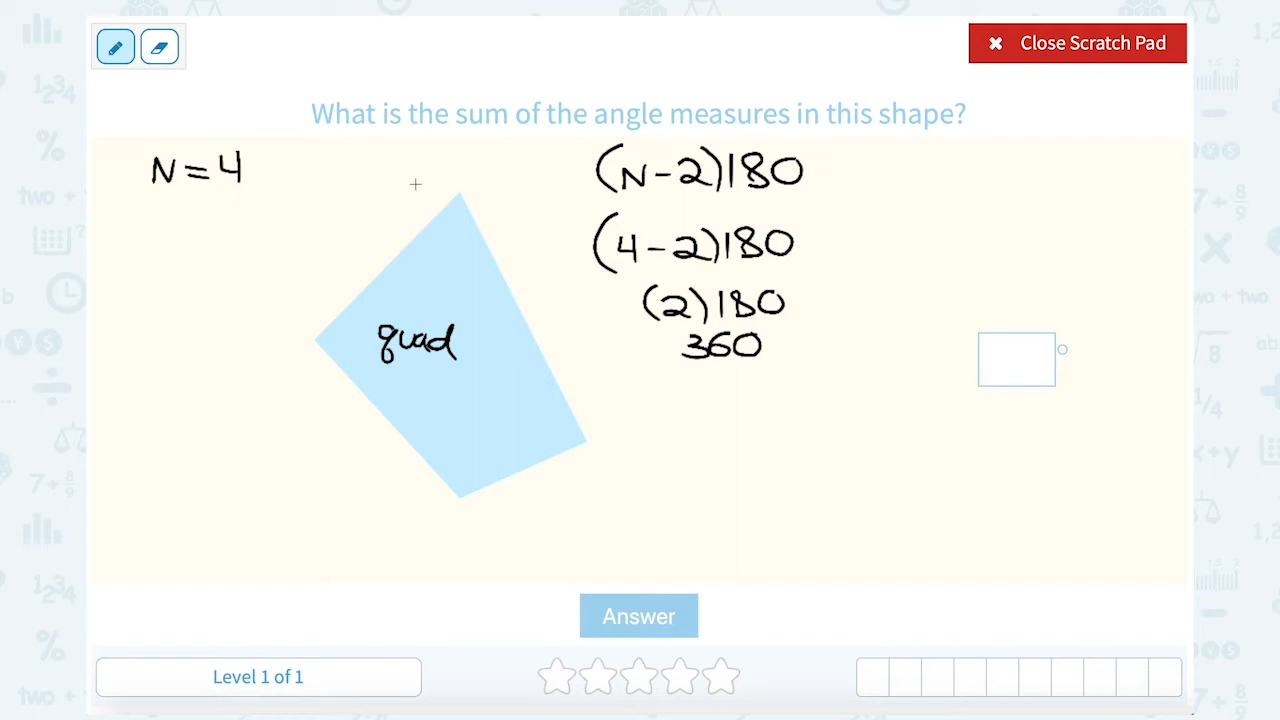 Close Scratch Pad
What is the sum of the angle measures in this shape?
N = 4
(N-2)180
(4-2)180
(2)180
360
quad
Answer
Level 1 of 1